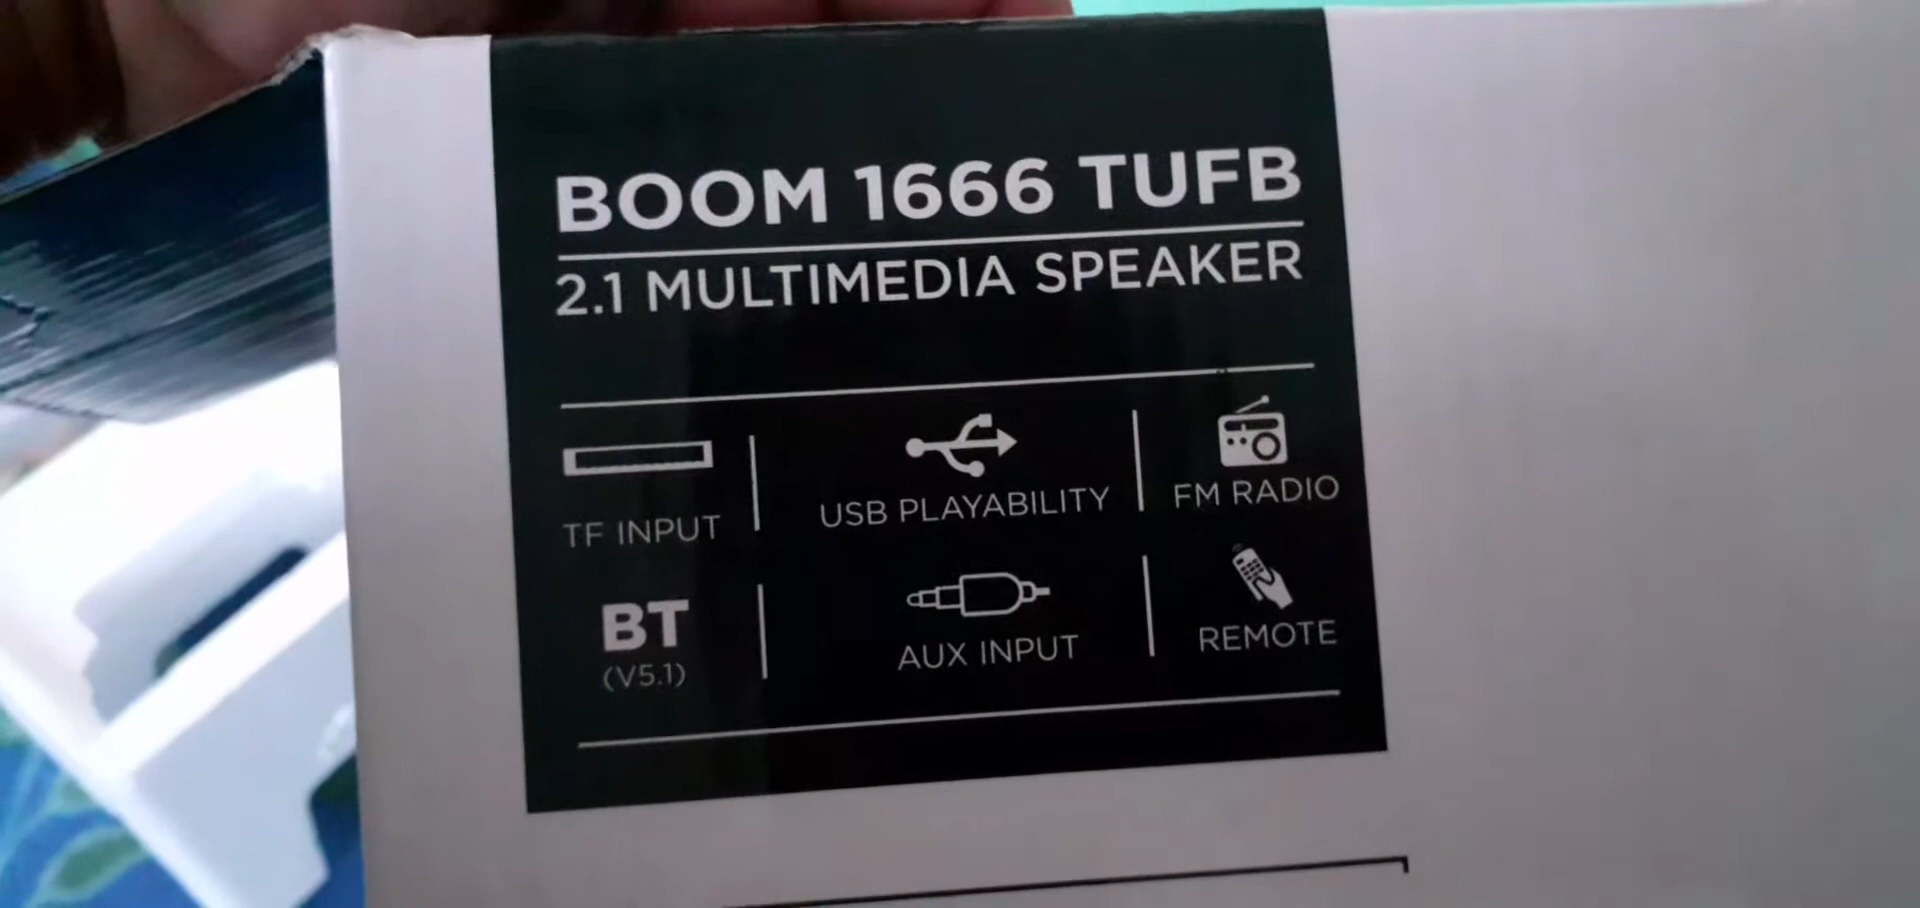 BOOM 1666 TUFB
2.1 MULTIMEDIA SPEAKER
TF INPUT
USB PLAYABILITY
FM RADIO
BT
(V5.1)
AUX INPUT
REMOTE